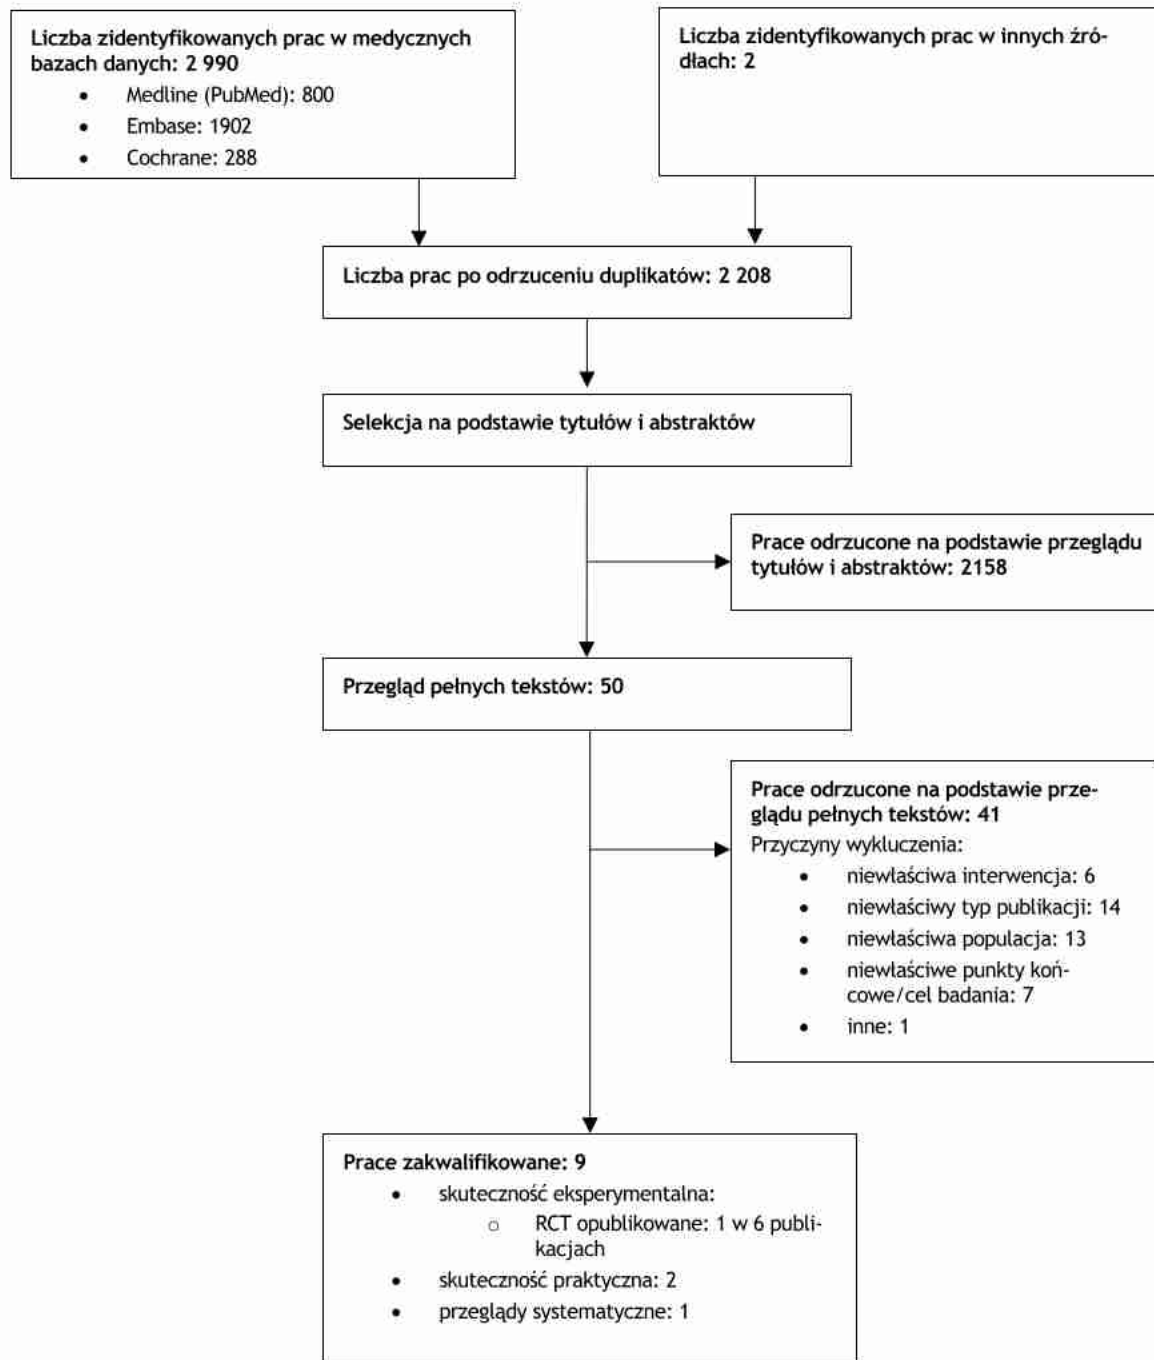 Liczba zidentyfikowanych prac w medycznych
bazach danych: 2 990
• Medline (PubMed): 800
• Embase: 1902
• Cochrane: 288
Liczba zidentyfikowanych prac w innych źró-
dłach: 2
Liczba prac po odrzuceniu duplikatów: 2 208
Selekcja na podstawie tytułów i abstraktów
Prace odrzucone na podstawie przeglądu
tytułów i abstraktów: 2158
Przegląd pełnych tekstów: 50
Prace odrzucone na podstawie prze-
glądu pełnych tekstów: 41
Przyczyny wykluczenia:
• niewłaściwa interwencja: 6
• niewłaściwy typ publikacji: 14
• niewłaściwa populacja: 13
• niewłaściwe punkty koń-
cowe/cel badania: 7
• inne: 1
Prace zakwalifikowane: 9
• skuteczność eksperymentalna:
○ RCT opublikowane: 1 w 6 publi-
kacjach
• skuteczność praktyczna: 2
• przeglądy systematyczne: 1